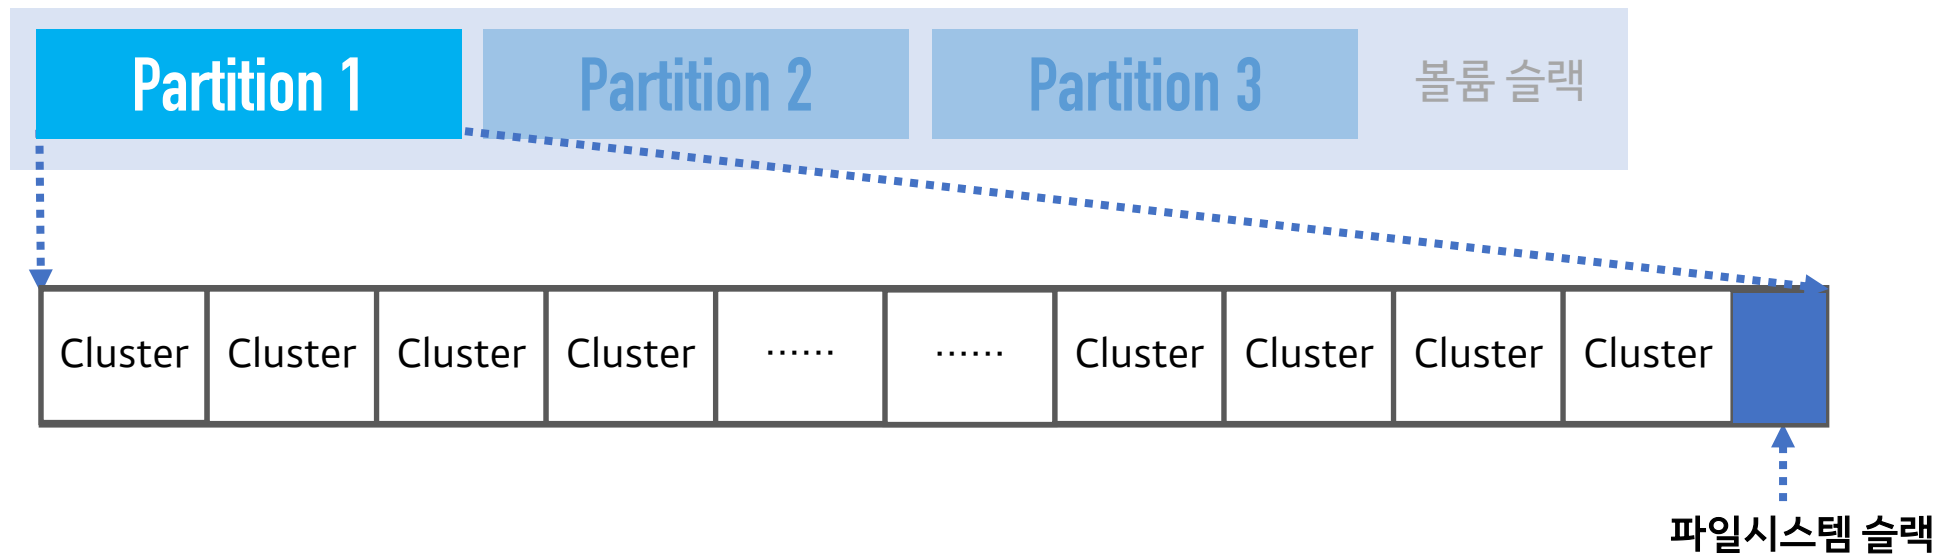 Partition 1
Partition 2
Partition 3
볼륨 슬랙
Cluster
Cluster
Cluster
Cluster
......
......
Cluster
Cluster
Cluster
Cluster
파일시스템 슬랙